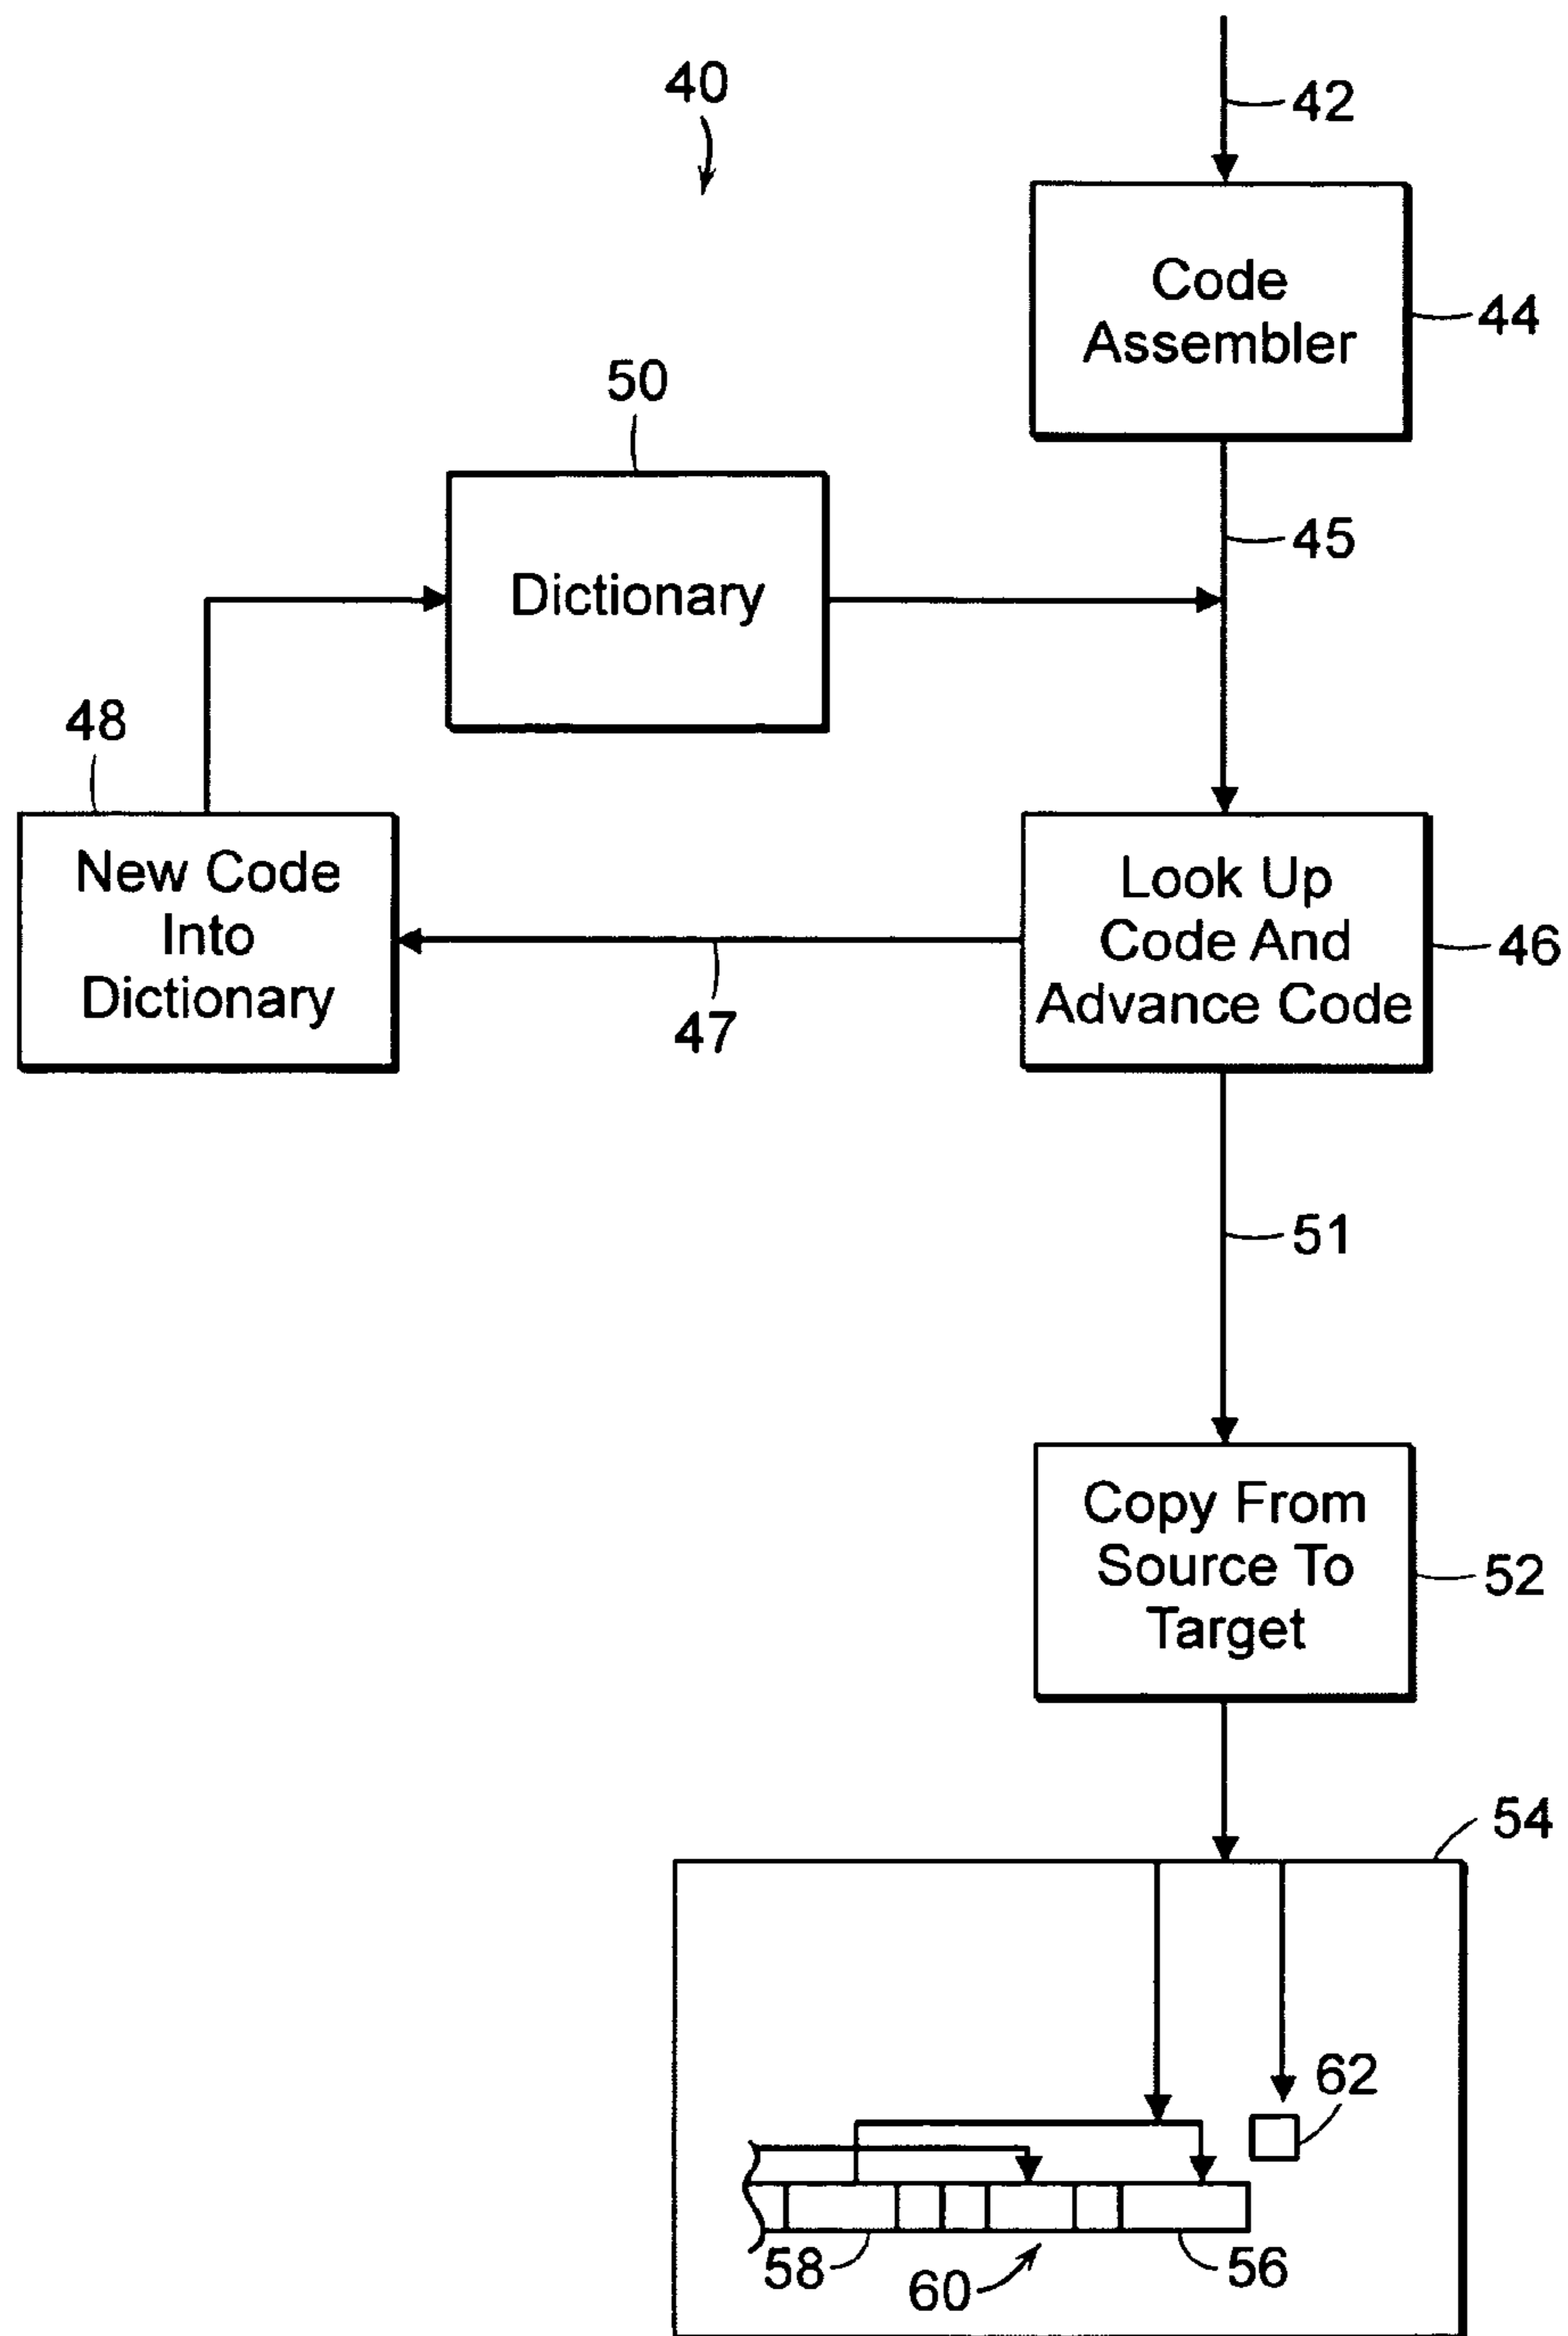 40
42
Code
Assembler
44
50
45
Dictionary
48
New Code
Into
Dictionary
Look Up
Code And
Advance Code
46
47
51
Copy From
Source To
Target
52
54
62
58
60
56